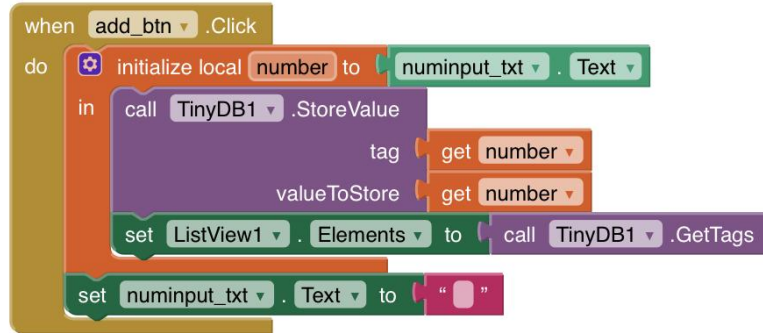 when add_btn .Click
do initialize local number to numinput_txt . Text
in call TinyDB1 .StoreValue
tag get number
valueToStore get number
set ListView1 . Elements to call TinyDB1 .GetTags
set numinput_txt . Text to “ ”